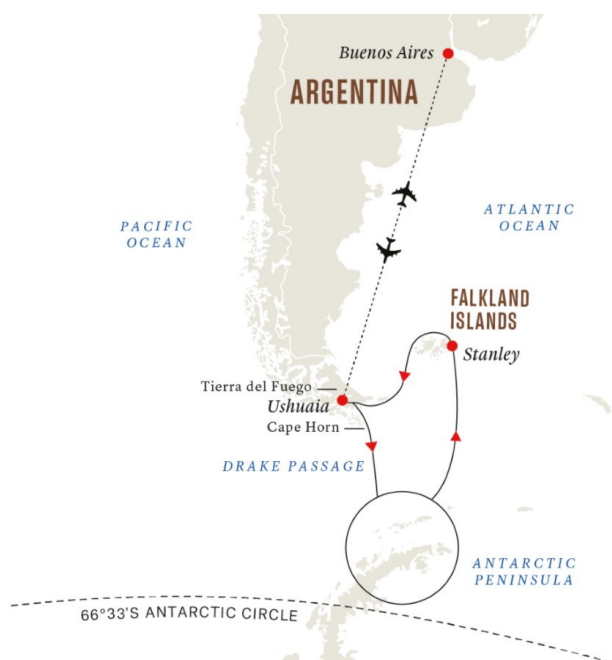 Buenos Aires
ARGENTINA
PACIFIC
OCEAN
ATLANTIC
OCEAN
FALKLAND
ISLANDS
Stanley
Tierra del Fuego
Ushuaia
Cape Horn
DRAKE PASSAGE
ANTARCTIC
PENINSULA
66°33'S ANTARCTIC CIRCLE